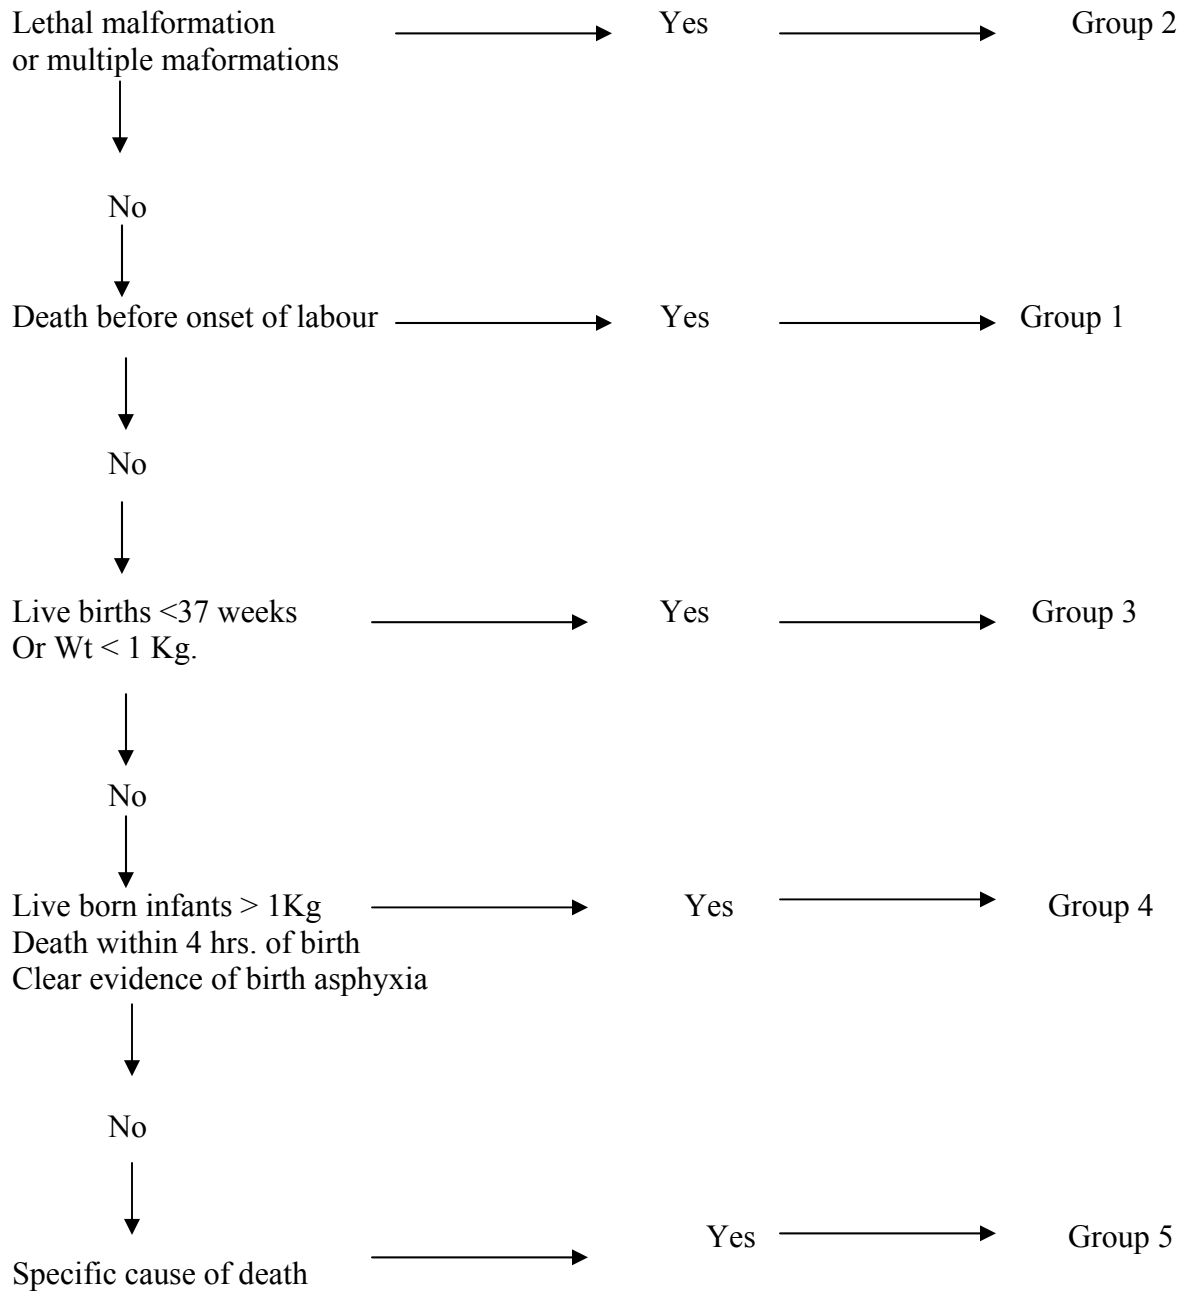 Lethal malformation Yes Group 2
or multiple maformations
No
Death before onset of labour Yes Group 1
No
Live births <37 weeks Yes Group 3
Or Wt < 1 Kg.
No
Live born infants > 1Kg Yes Group 4
Death within 4 hrs. of birth
Clear evidence of birth asphyxia
No
Yes Group 5
Specific cause of death